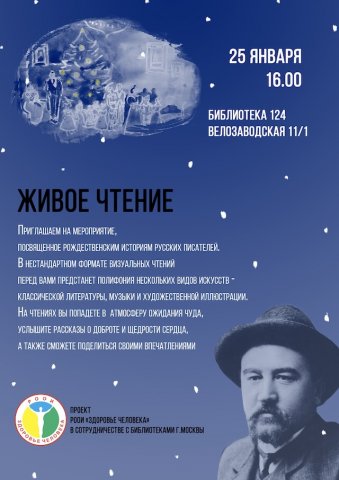 25 ЯНВАРЯ
16.00
БИБЛИОТЕКА 124
ВЕЛОЗАВОДСКАЯ 11/1
ЖИВОЕ ЧТЕНИЕ
ПРИГЛАШАЕМ НА МЕРОПРИЯТИЕ,
ПОСВЯЩЕННОЕ РОЖДЕСТВЕНСКИМ ИСТОРИЯМ РУССКИХ ПИСАТЕЛЕЙ.
В НЕСТАНДАРТНОМ ФОРМАТЕ ВИЗУАЛЬНЫХ ЧТЕНИЙ
ПЕРЕД ВАМИ ПРЕДСТАНЕТ ПОЛИФОНИЯ НЕСКОЛЬКИХ ВИДОВ ИСКУССТВ -
КЛАССИЧЕСКОЙ ЛИТЕРАТУРЫ, МУЗЫКИ И ХУДОЖЕСТВЕННОЙ ИЛЛЮСТРАЦИИ.
НА ЧТЕНИЯХ ВЫ ПОПАДЕТЕ В АТМОСФЕРУ ОЖИДАНИЯ ЧУДА,
УСЛЫШИТЕ РАССКАЗЫ О ДОБРОТЕ И ЩЕДРОСТИ СЕРДЦА,
А ТАКЖЕ СМОЖЕТЕ ПОДЕЛИТЬСЯ СВОИМИ ВПЕЧАТЛЕНИЯМИ
РООИ
ЗДОРОВЬЕ ЧЕЛОВЕКА
ПРОЕКТ
РООИ «ЗДОРОВЬЕ ЧЕЛОВЕКА»
В СОТРУДНИЧЕСТВЕ С БИБЛИОТЕКАМИ Г.МОСКВЫ